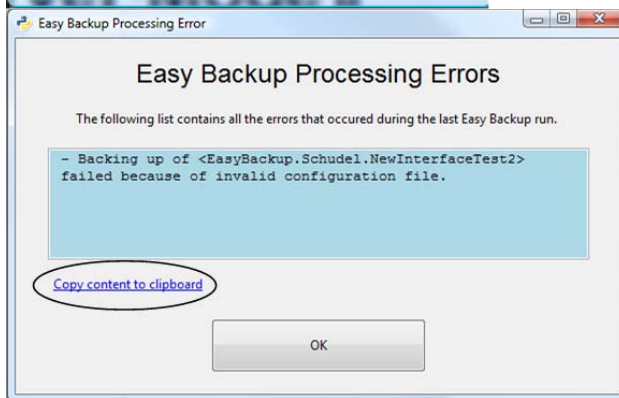 Easy Backup Processing Error
Easy Backup Processing Errors
The following list contains all the errors that occured during the last Easy Backup run.
- Backing up of <EasyBackup.Schudel.NewInterfaceTest2>
failed because of invalid configuration file.
Copy content to clipboard
OK